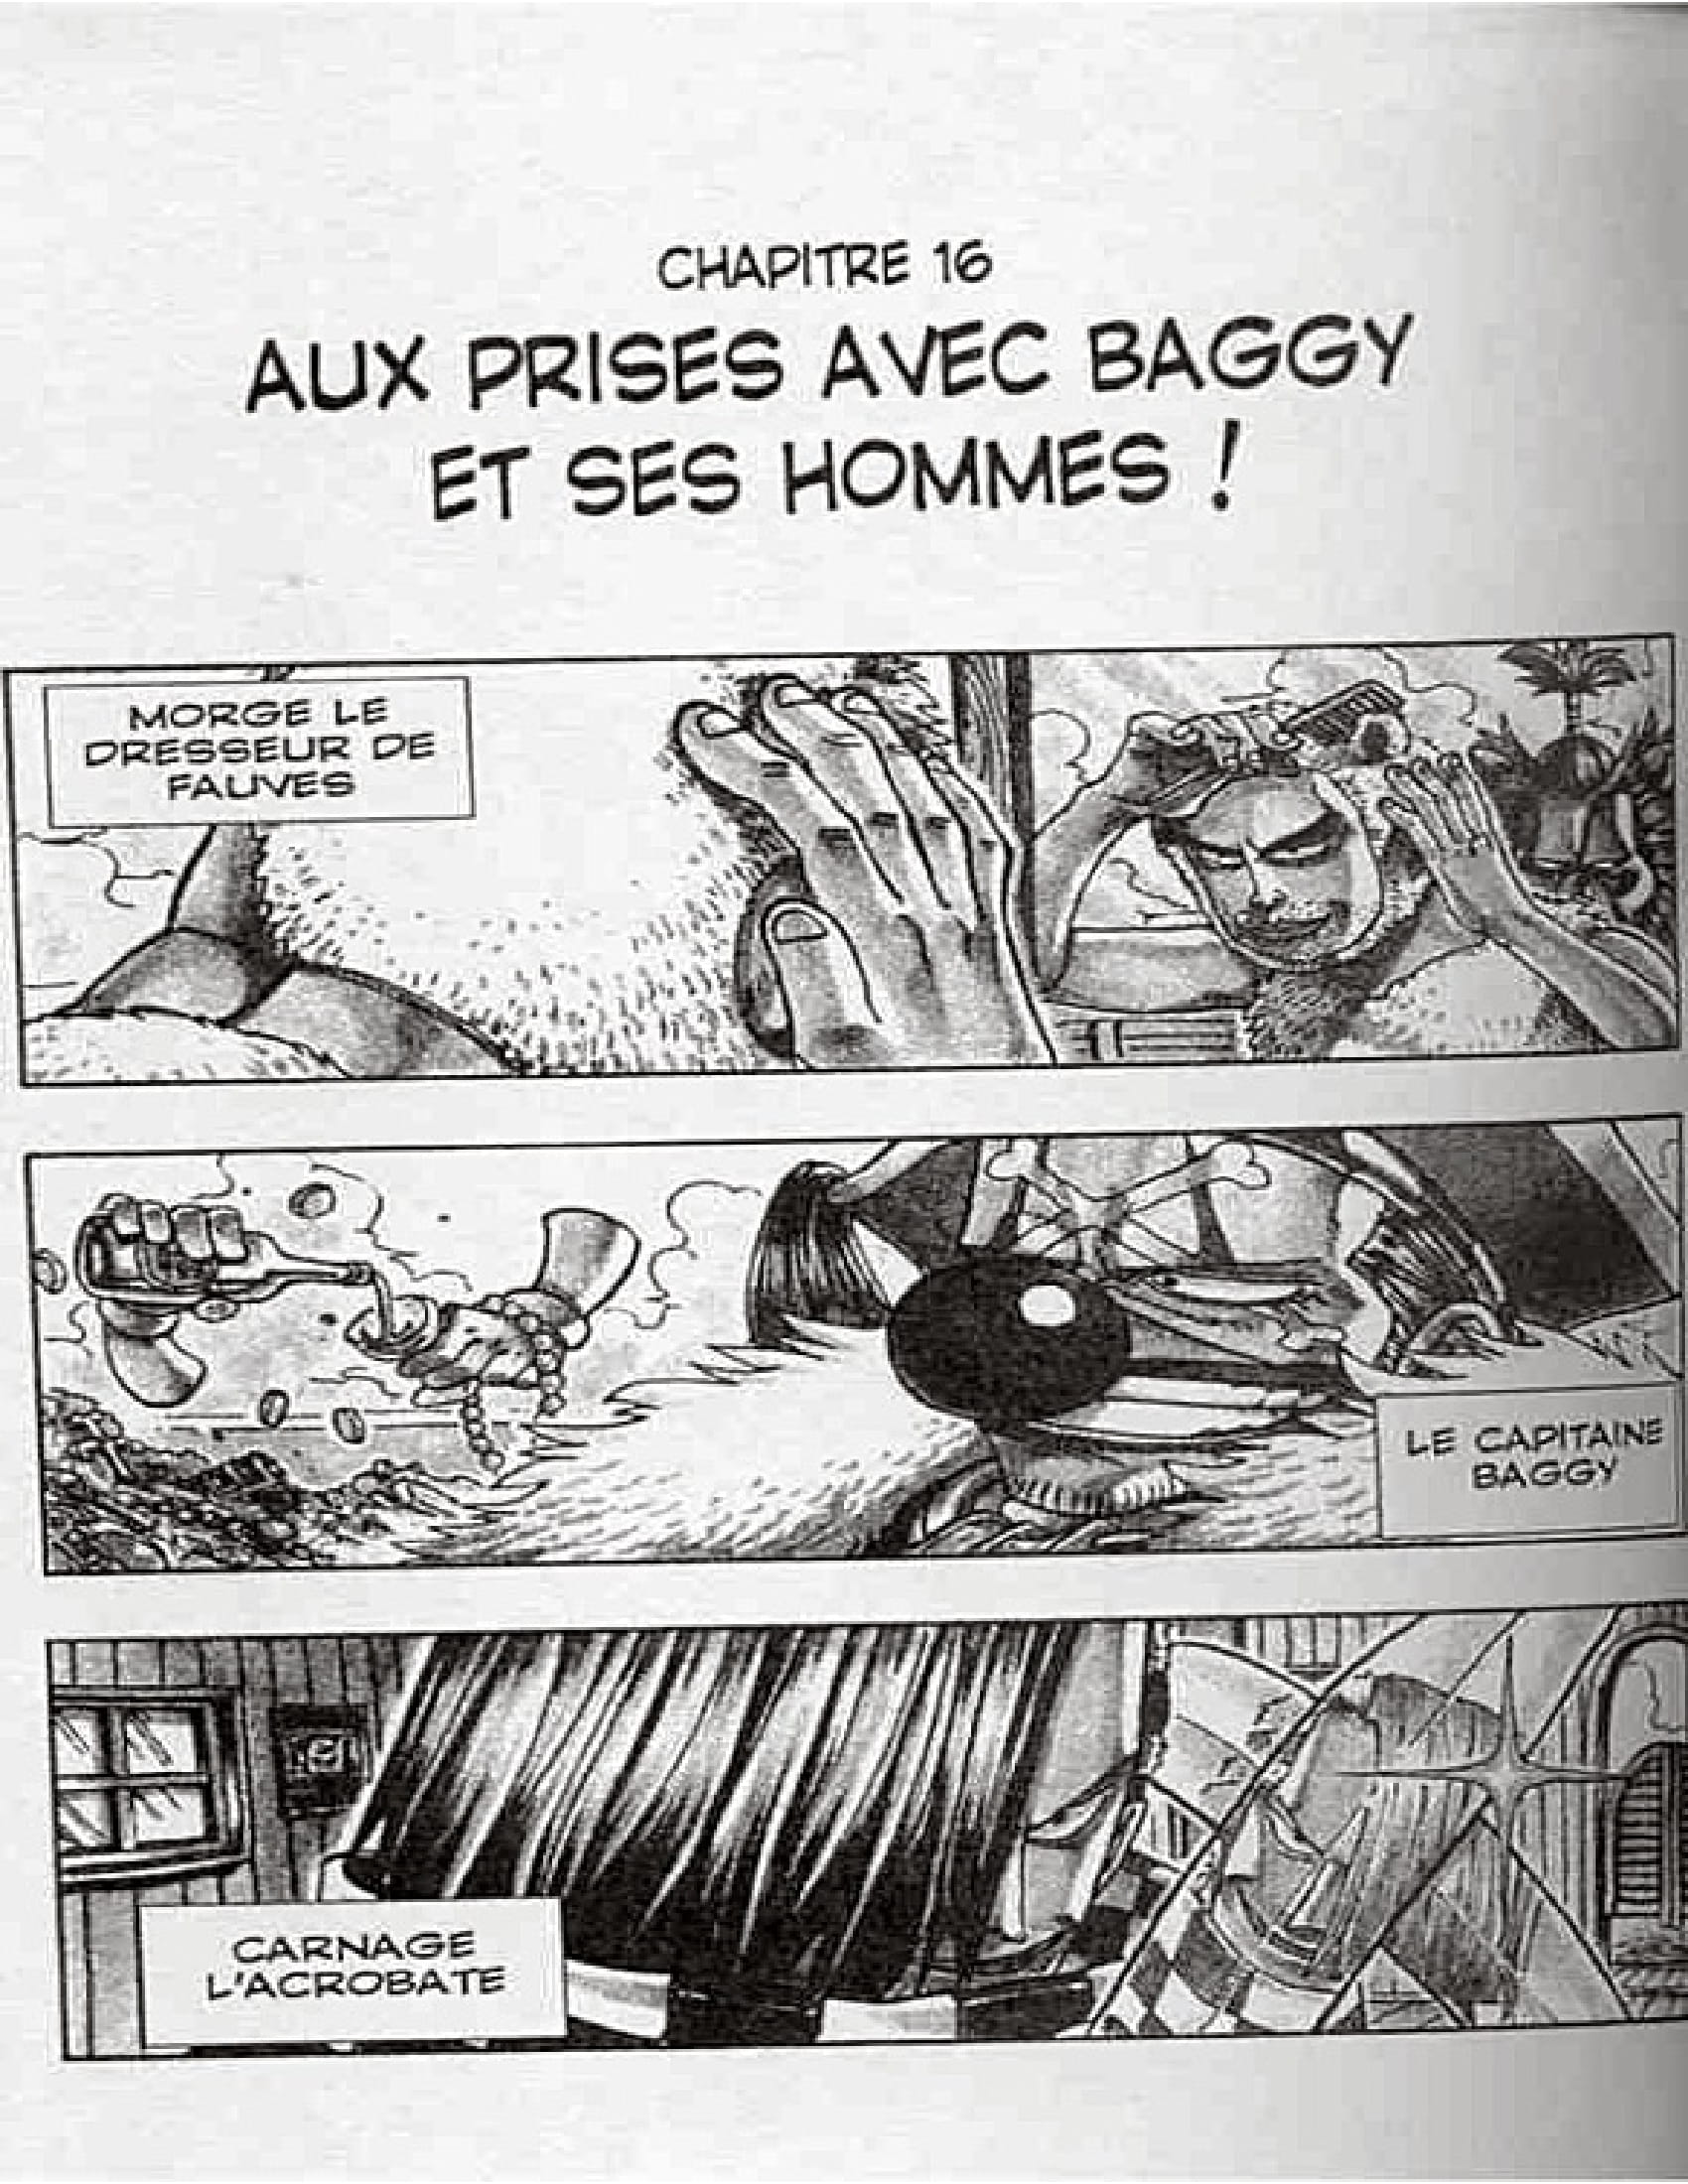 CHAPITRE 16
AUX PRISES AVEC BAGGY
ET SES HOMMES !
MORGE LE
DRESSEUR DE
FAUVES
LE CAPITAINE
BAGGY
CARNAGE
L'ACROBATE